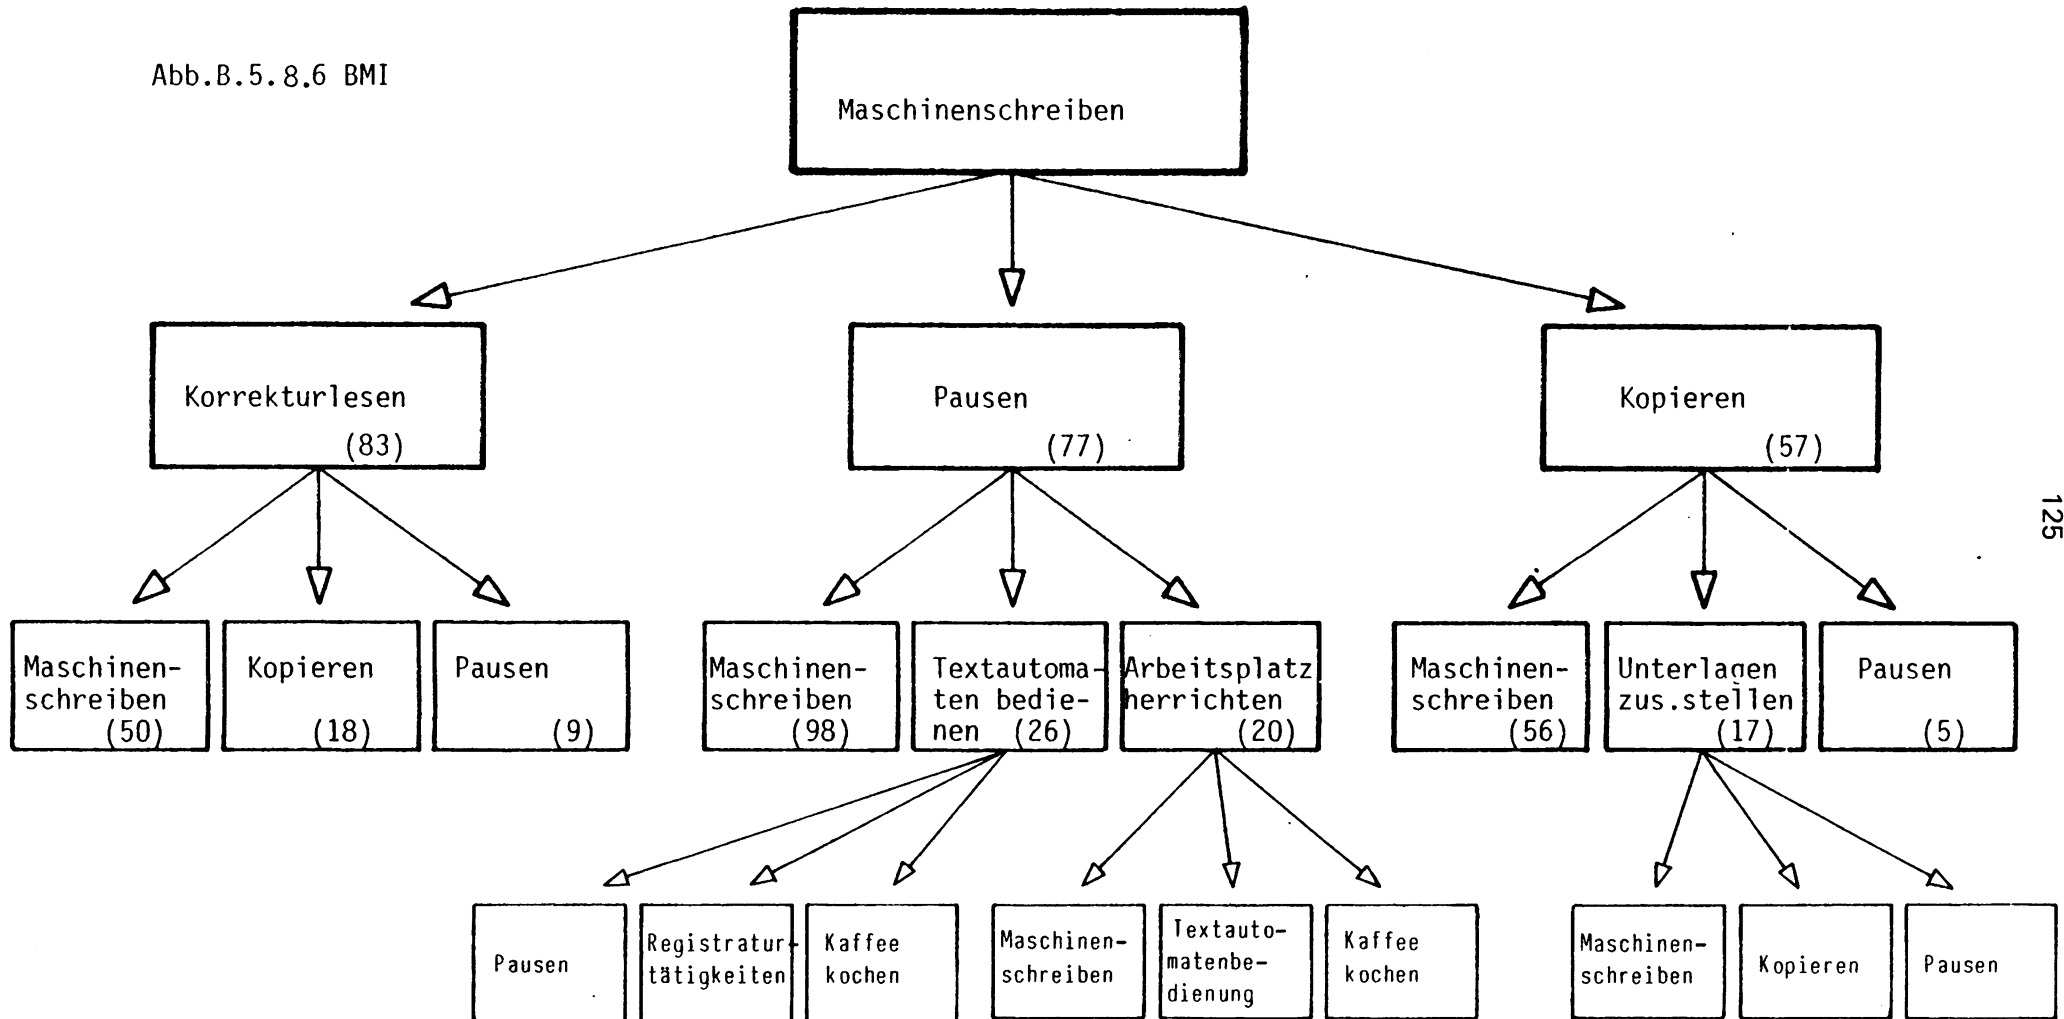 Abb.B.5.8.6 BMI
Maschinenschreiben
Korrekturlesen
(83)
Pausen
(77)
Kopieren
(57)
125
Maschinen-
schreiben
(50)
Kopieren
(18)
Pausen
(9)
Maschinen-
schreiben
(98)
Textautoma-
ten bedie-
nen (26)
Arbeitsplatz
herrichten
(20)
Maschinen-
schreiben
(56)
Unterlagen
zus.stellen
(17)
Pausen
(5)
Pausen
Registratur-
tätigkeiten
Kaffee
kochen
Maschinen-
schreiben
Textauto-
matenbe-
dienung
Kaffee
kochen
Maschinen-
schreiben
Kopieren
Pausen